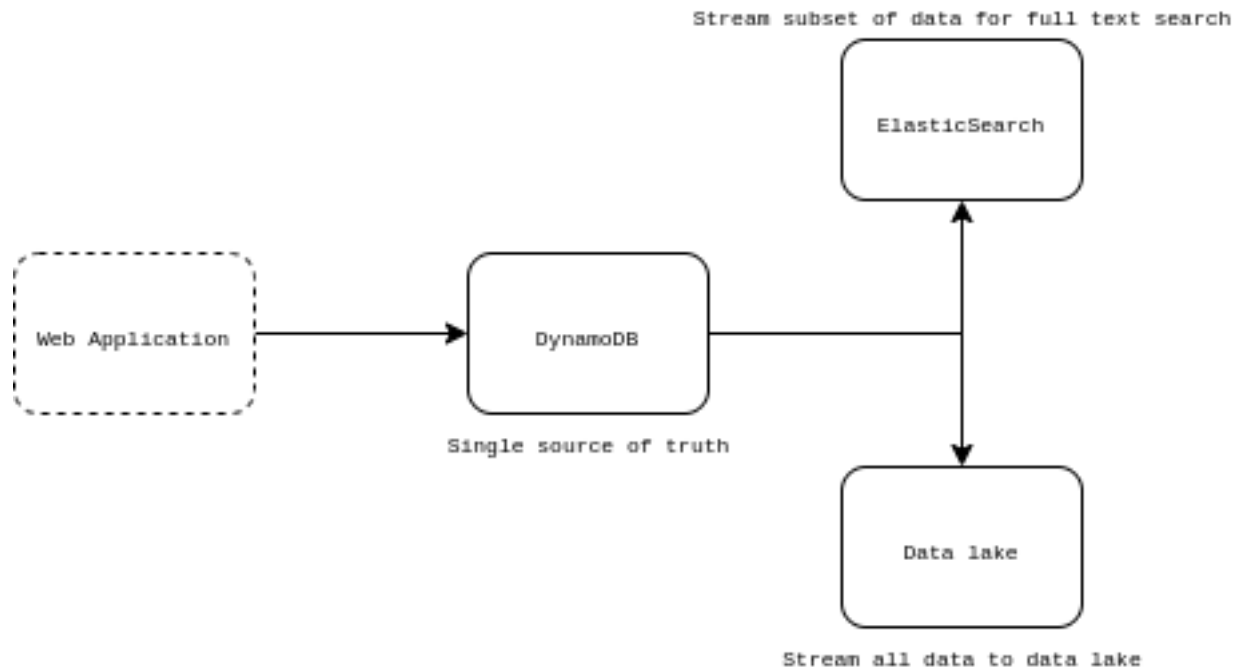 Stream subset of data for full text search
ElasticSearch
Web Application
DynamoDB
Single source of truth
Data lake
Stream all data to data lake